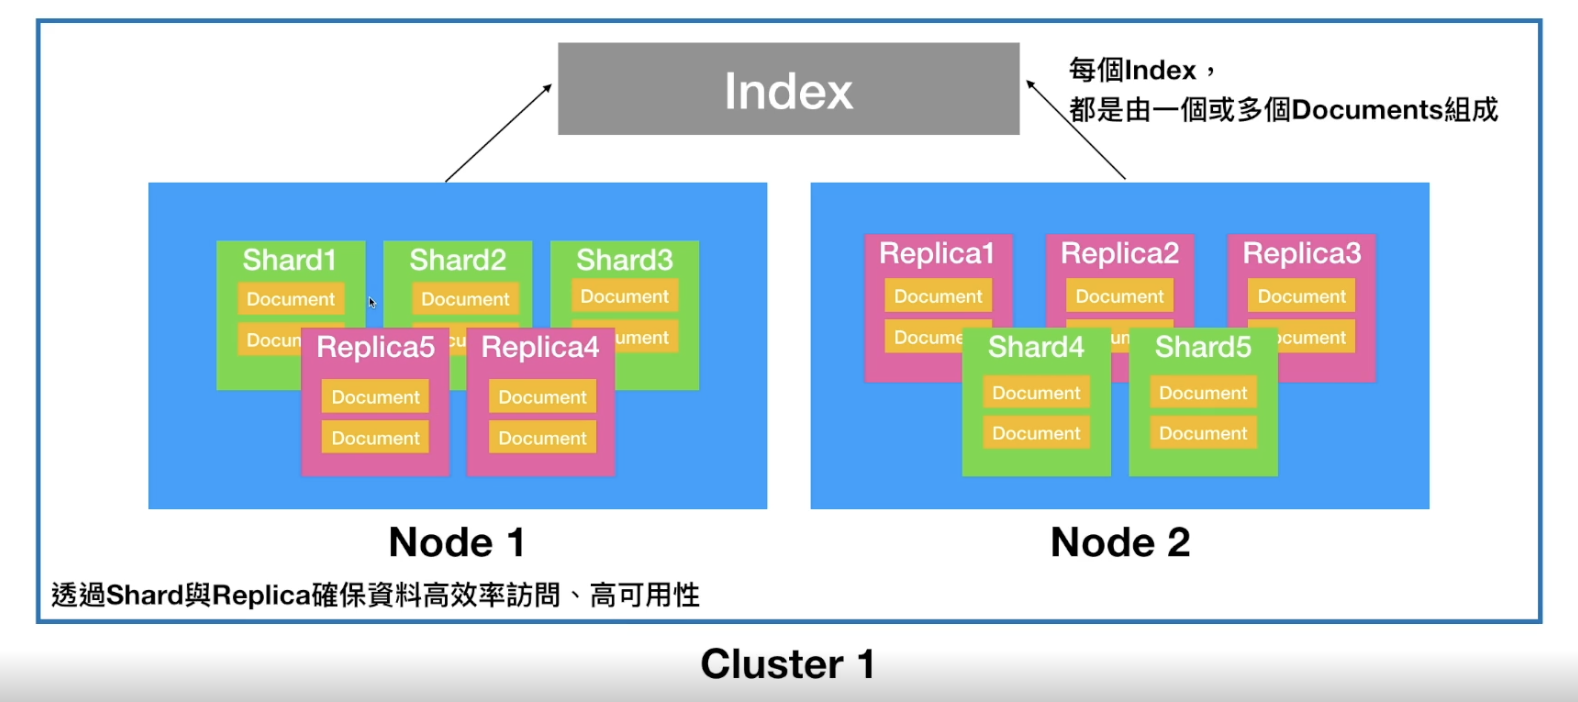 Index
每個Index，
都是由一個或多個Documents組成
Shard1
Document
Docum
Shard2
Document
cu
Shard3
Document
ument
Replica5
Document
Document
Replica4
Document
Document
Node 1
Replica1
Document
Docume
Replica2
Document
un
Replica3
Document
ocument
Shard4
Document
Document
Shard5
Document
Document
Node 2
透過Shard與Replica確保資料高效率訪問、高可用性
Cluster 1